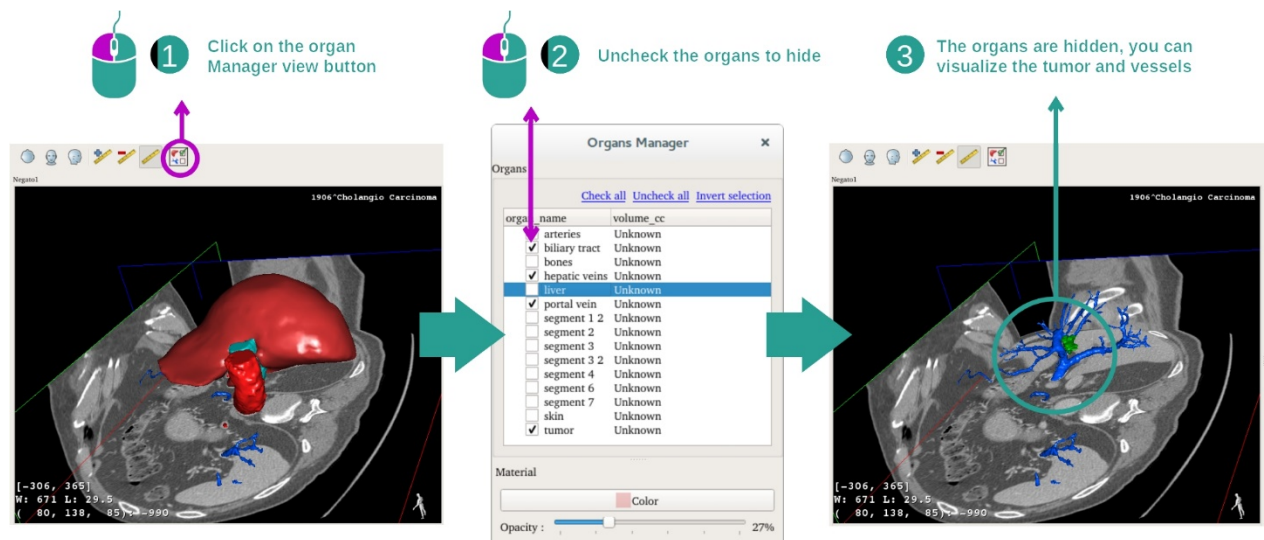 1
Click on the organ
Manager view button
2
Uncheck the organs to hide
3
The organs are hidden, you can
visualize the tumor and vessels
Negato1
1906^Cholangio Carcinoma
[-306, 365]
W: 671 L: 29.5
( 80, 138, 85): -990
Organs Manager
Organs
Check all Uncheck all Invert selection
organ_name volume_cc
arteries Unknown
biliary tract Unknown
bones Unknown
hepatic veins Unknown
liver Unknown
portal vein Unknown
segment 1 2 Unknown
segment 2 Unknown
segment 3 Unknown
segment 3 2 Unknown
segment 4 Unknown
segment 6 Unknown
segment 7 Unknown
skin Unknown
tumor Unknown
Material
Color
Opacity : 27%
Negato1
1906^Cholangio Carcinoma
[-306, 365]
W: 671 L: 29.5
( 80, 138, 85): -990